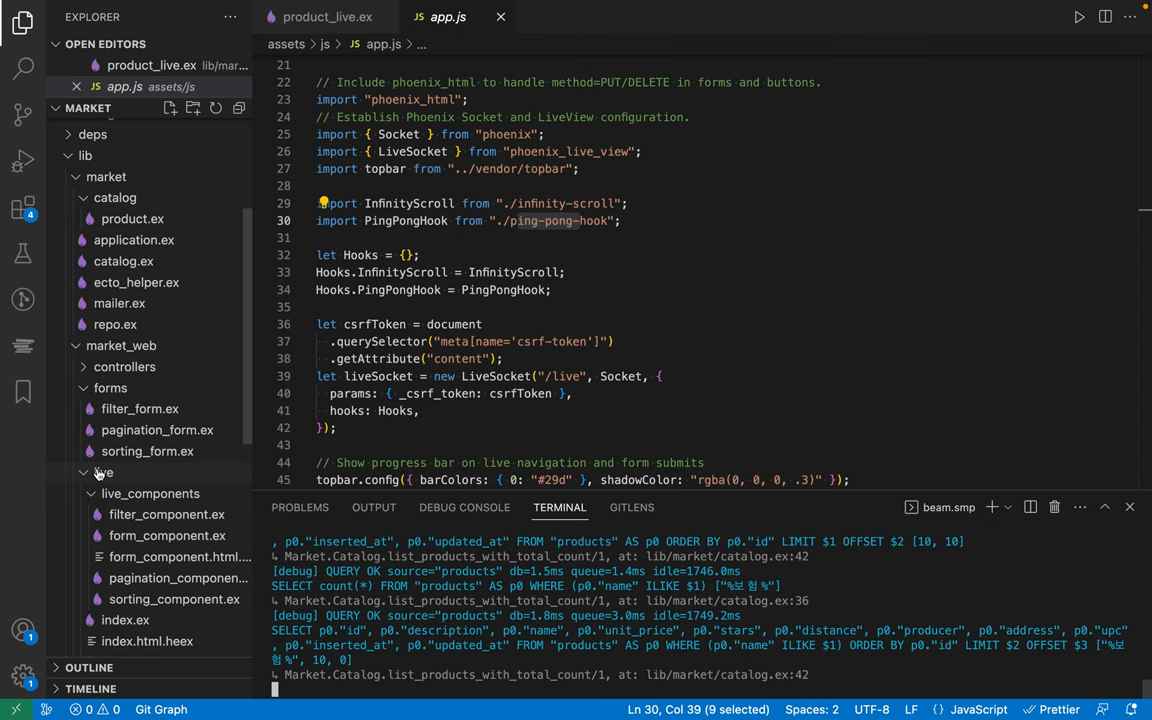 EXPLORER
product_live.ex
JS app.js
OPEN EDITORS
product_live.ex lib/mar...
JS app.js assets/js
MARKET
deps
lib
market
catalog
product.ex
application.ex
catalog.ex
ecto_helper.ex
mailer.ex
repo.ex
market_web
controllers
forms
filter_form.ex
pagination_form.ex
sorting_form.ex
live
live_components
filter_component.ex
form_component.ex
form_component.html....
pagination_componen...
sorting_component.ex
index.ex
index.html.heex
OUTLINE
TIMELINE
4
1
1
assets > js > JS app.js > ...
21
22 // Include phoenix_html to handle method=PUT/DELETE in forms and buttons.
23 import "phoenix_html";
24 // Establish Phoenix Socket and LiveView configuration.
25 import { Socket } from "phoenix";
26 import { LiveSocket } from "phoenix_live_view";
27 import topbar from "../vendor/topbar";
28
29 import InfinityScroll from "./infinity-scroll";
30 import PingPongHook from "./ping-pong-hook";
31
32 let Hooks = {};
33 Hooks.InfinityScroll = InfinityScroll;
34 Hooks.PingPongHook = PingPongHook;
35
36 let csrfToken = document
37 .querySelector("meta[name='csrf-token']")
38 .getAttribute("content");
39 let liveSocket = new LiveSocket("/live", Socket, {
40 params: { _csrf_token: csrfToken },
41 hooks: Hooks,
42 });
43
44 // Show progress bar on live navigation and form submits
45 topbar.config({ barColors: { 0: "#29d" }, shadowColor: "rgba(0, 0, 0, .3)" });
PROBLEMS OUTPUT DEBUG CONSOLE TERMINAL GITLENS beam.smp
, p0."inserted_at", p0."updated_at" FROM "products" AS p0 ORDER BY p0."id" LIMIT $1 OFFSET $2 [10, 10]
↳ Market.Catalog.list_products_with_total_count/1, at: lib/market/catalog.ex:42
[debug] QUERY OK source="products" db=1.5ms queue=1.4ms idle=1746.0ms
SELECT count(*) FROM "products" AS p0 WHERE (p0."name" ILIKE $1) ["%보험%"]
↳ Market.Catalog.list_products_with_total_count/1, at: lib/market/catalog.ex:36
[debug] QUERY OK source="products" db=1.8ms queue=3.0ms idle=1749.2ms
SELECT p0."id", p0."description", p0."name", p0."unit_price", p0."stars", p0."distance", p0."producer", p0."address", p0."upc"
, p0."inserted_at", p0."updated_at" FROM "products" AS p0 WHERE (p0."name" ILIKE $1) ORDER BY p0."id" LIMIT $2 OFFSET $3 ["%보
험%", 10, 0]
↳ Market.Catalog.list_products_with_total_count/1, at: lib/market/catalog.ex:42
0 0 Git Graph Ln 30, Col 39 (9 selected) Spaces: 2 UTF-8 LF {} JavaScript Prettier